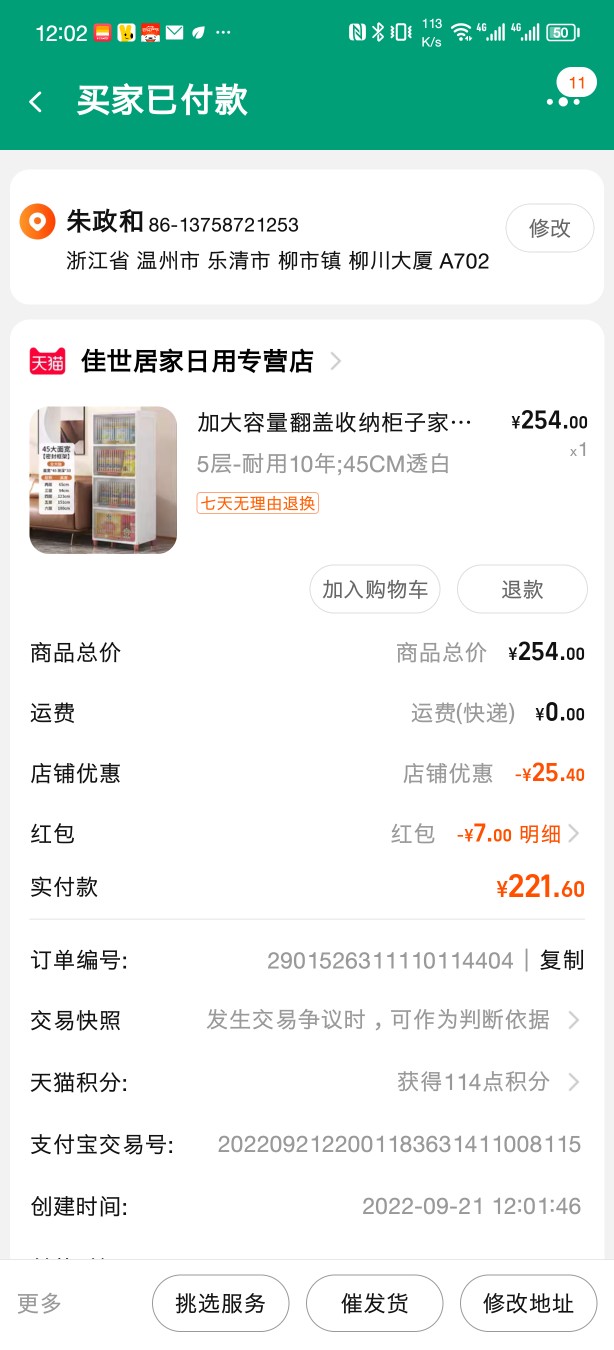 12:02 113 K/s 4G 4G 50
买家已付款 11
朱政和 86-13758721253
修改
浙江省 温州市 乐清市 柳市镇 柳川大厦 A702
天猫 佳世居家日用专营店
加大容量翻盖收纳柜子家… ¥254.00
5层-耐用10年;45CM透白 x1
七天无理由退换
45大面宽
【密封框架】
加入购物车 退款
商品总价 商品总价 ¥254.00
运费 运费(快递) ¥0.00
店铺优惠 店铺优惠 -¥25.40
红包 红包 -¥7.00 明细
实付款 ¥221.60
订单编号: 2901526311110114404 | 复制
交易快照 发生交易争议时，可作为判断依据
天猫积分: 获得114点积分
支付宝交易号: 2022092122001183631411008115
创建时间: 2022-09-21 12:01:46
更多 挑选服务 催发货 修改地址